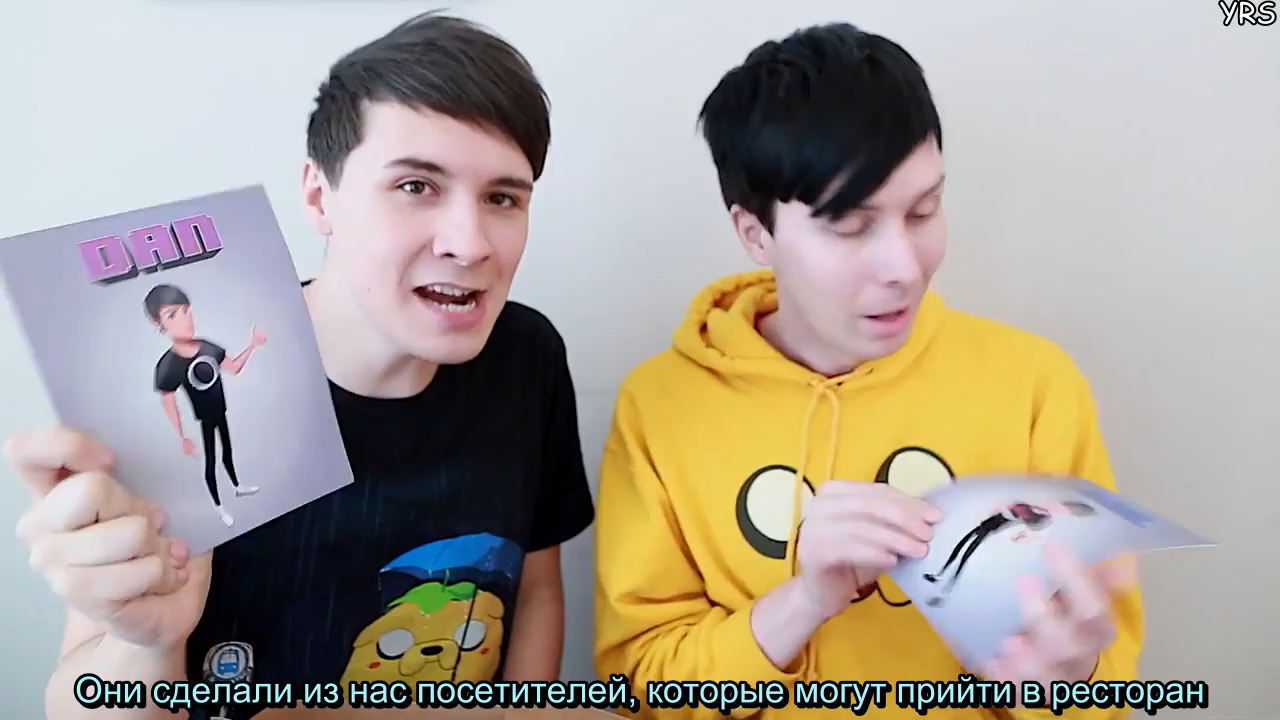 YRS
DAN
Они сделали из нас посетителей, которые могут прийти в ресторан